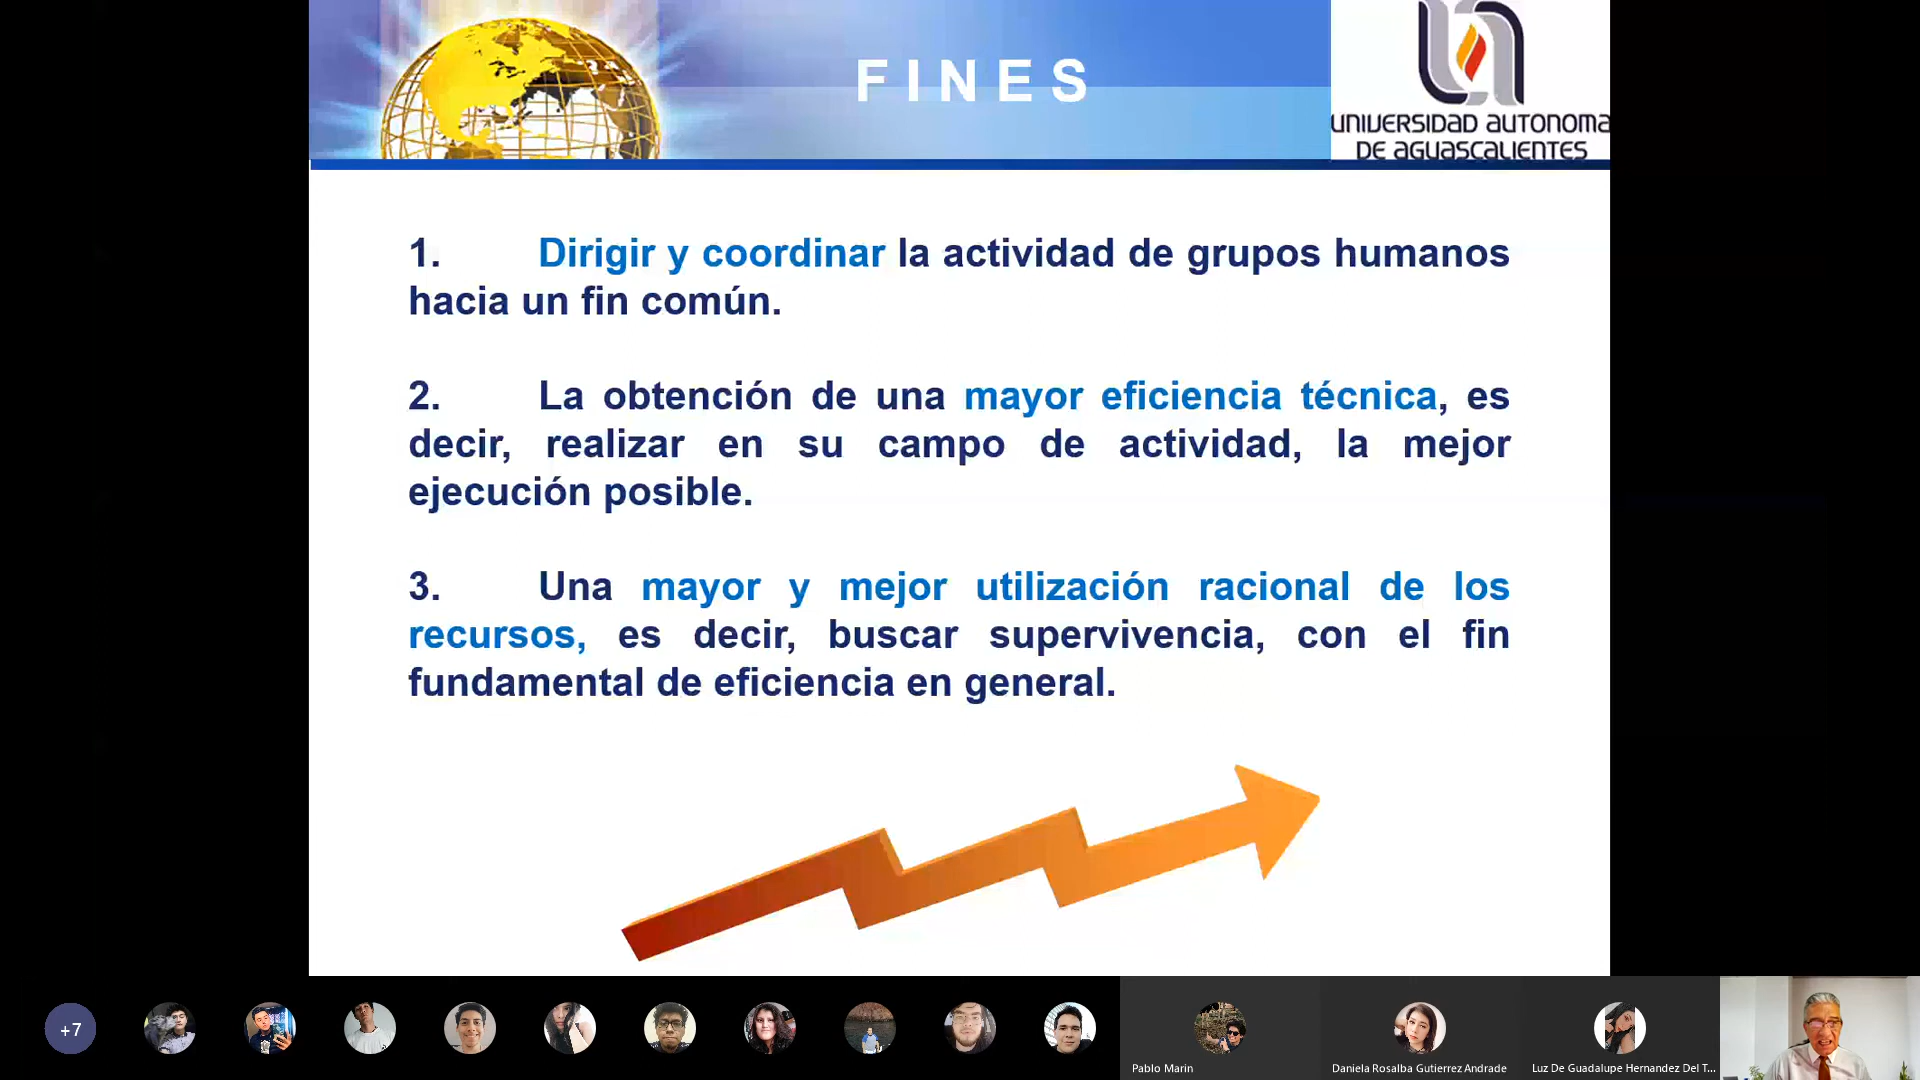 FINES
UNIVERSIDAD AUTONOMA
DE AGUASCALIENTES
1. Dirigir y coordinar la actividad de grupos humanos
hacia un fin común.
2. La obtención de una mayor eficiencia técnica, es
decir, realizar en su campo de actividad, la mejor
ejecución posible.
3. Una mayor y mejor utilización racional de los
recursos, es decir, buscar supervivencia, con el fin
fundamental de eficiencia en general.
+7
Pablo Marin
Daniela Rosalba Gutierrez Andrade
Luz De Guadalupe Hernandez Del T...